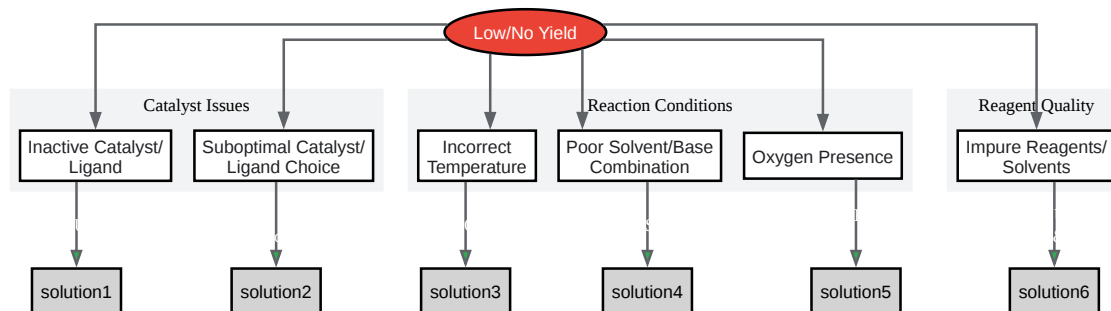 Low/No Yield
Catalyst Issues
Reaction Conditions
Reagent Quality
Inactive Catalyst/
Ligand
Suboptimal Catalyst/
Ligand Choice
Incorrect
Temperature
Poor Solvent/Base
Combination
Oxygen Presence
Impure Reagents/
Solvents
solution1
solution2
solution3
solution4
solution5
solution6